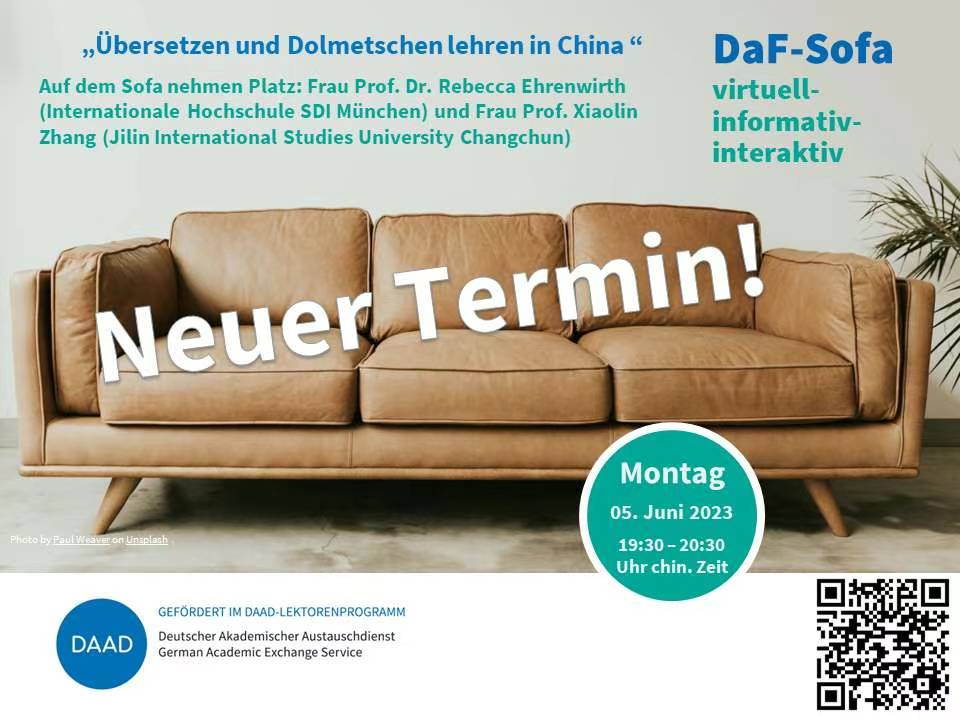 „Übersetzen und Dolmetschen lehren in China “
Auf dem Sofa nehmen Platz: Frau Prof. Dr. Rebecca Ehrenwirth
(Internationale Hochschule SDI München) und Frau Prof. Xiaolin
Zhang (Jilin International Studies University Changchun)
DaF-Sofa
virtuell-
informativ-
interaktiv
Neuer Termin!
Montag
05. Juni 2023
19:30 – 20:30
Uhr chin. Zeit
Photo by Paul Weaver on Unsplash .
DAAD
GEFÖRDERT IM DAAD-LEKTORENPROGRAMM
Deutscher Akademischer Austauschdienst
German Academic Exchange Service